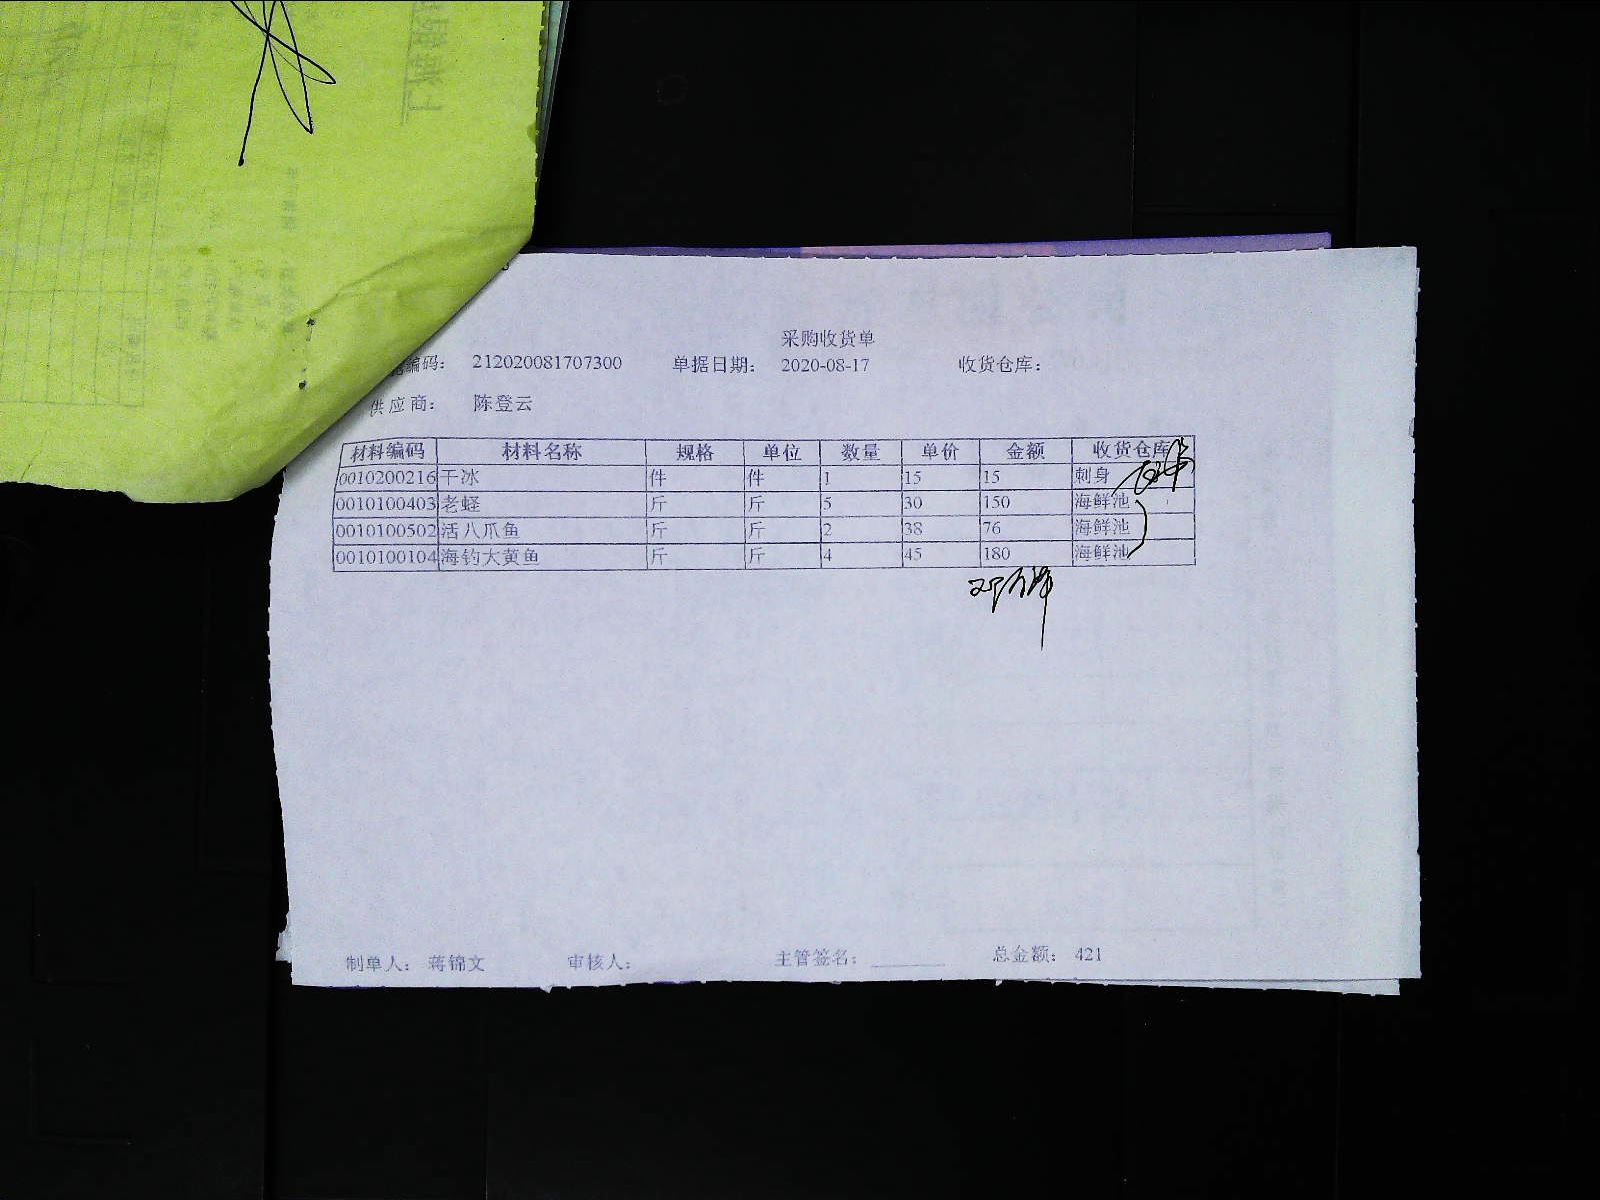 采购收货单
编码： 212020081707300 单据日期： 2020-08-17 收货仓库：
供应商： 陈登云
材料编码 材料名称 规格 单位 数量 单价 金额 收货仓库
0010200216 干冰 件 件 1 15 15 刺身
0010100403 老蛏 斤 斤 5 30 150 海鲜池
0010100502 活八爪鱼 斤 斤 2 38 76 海鲜池
0010100104 海钓大黄鱼 斤 斤 4 45 180 海鲜池
制单人： 蒋锦文 审核人： 主管签名： 总金额： 421